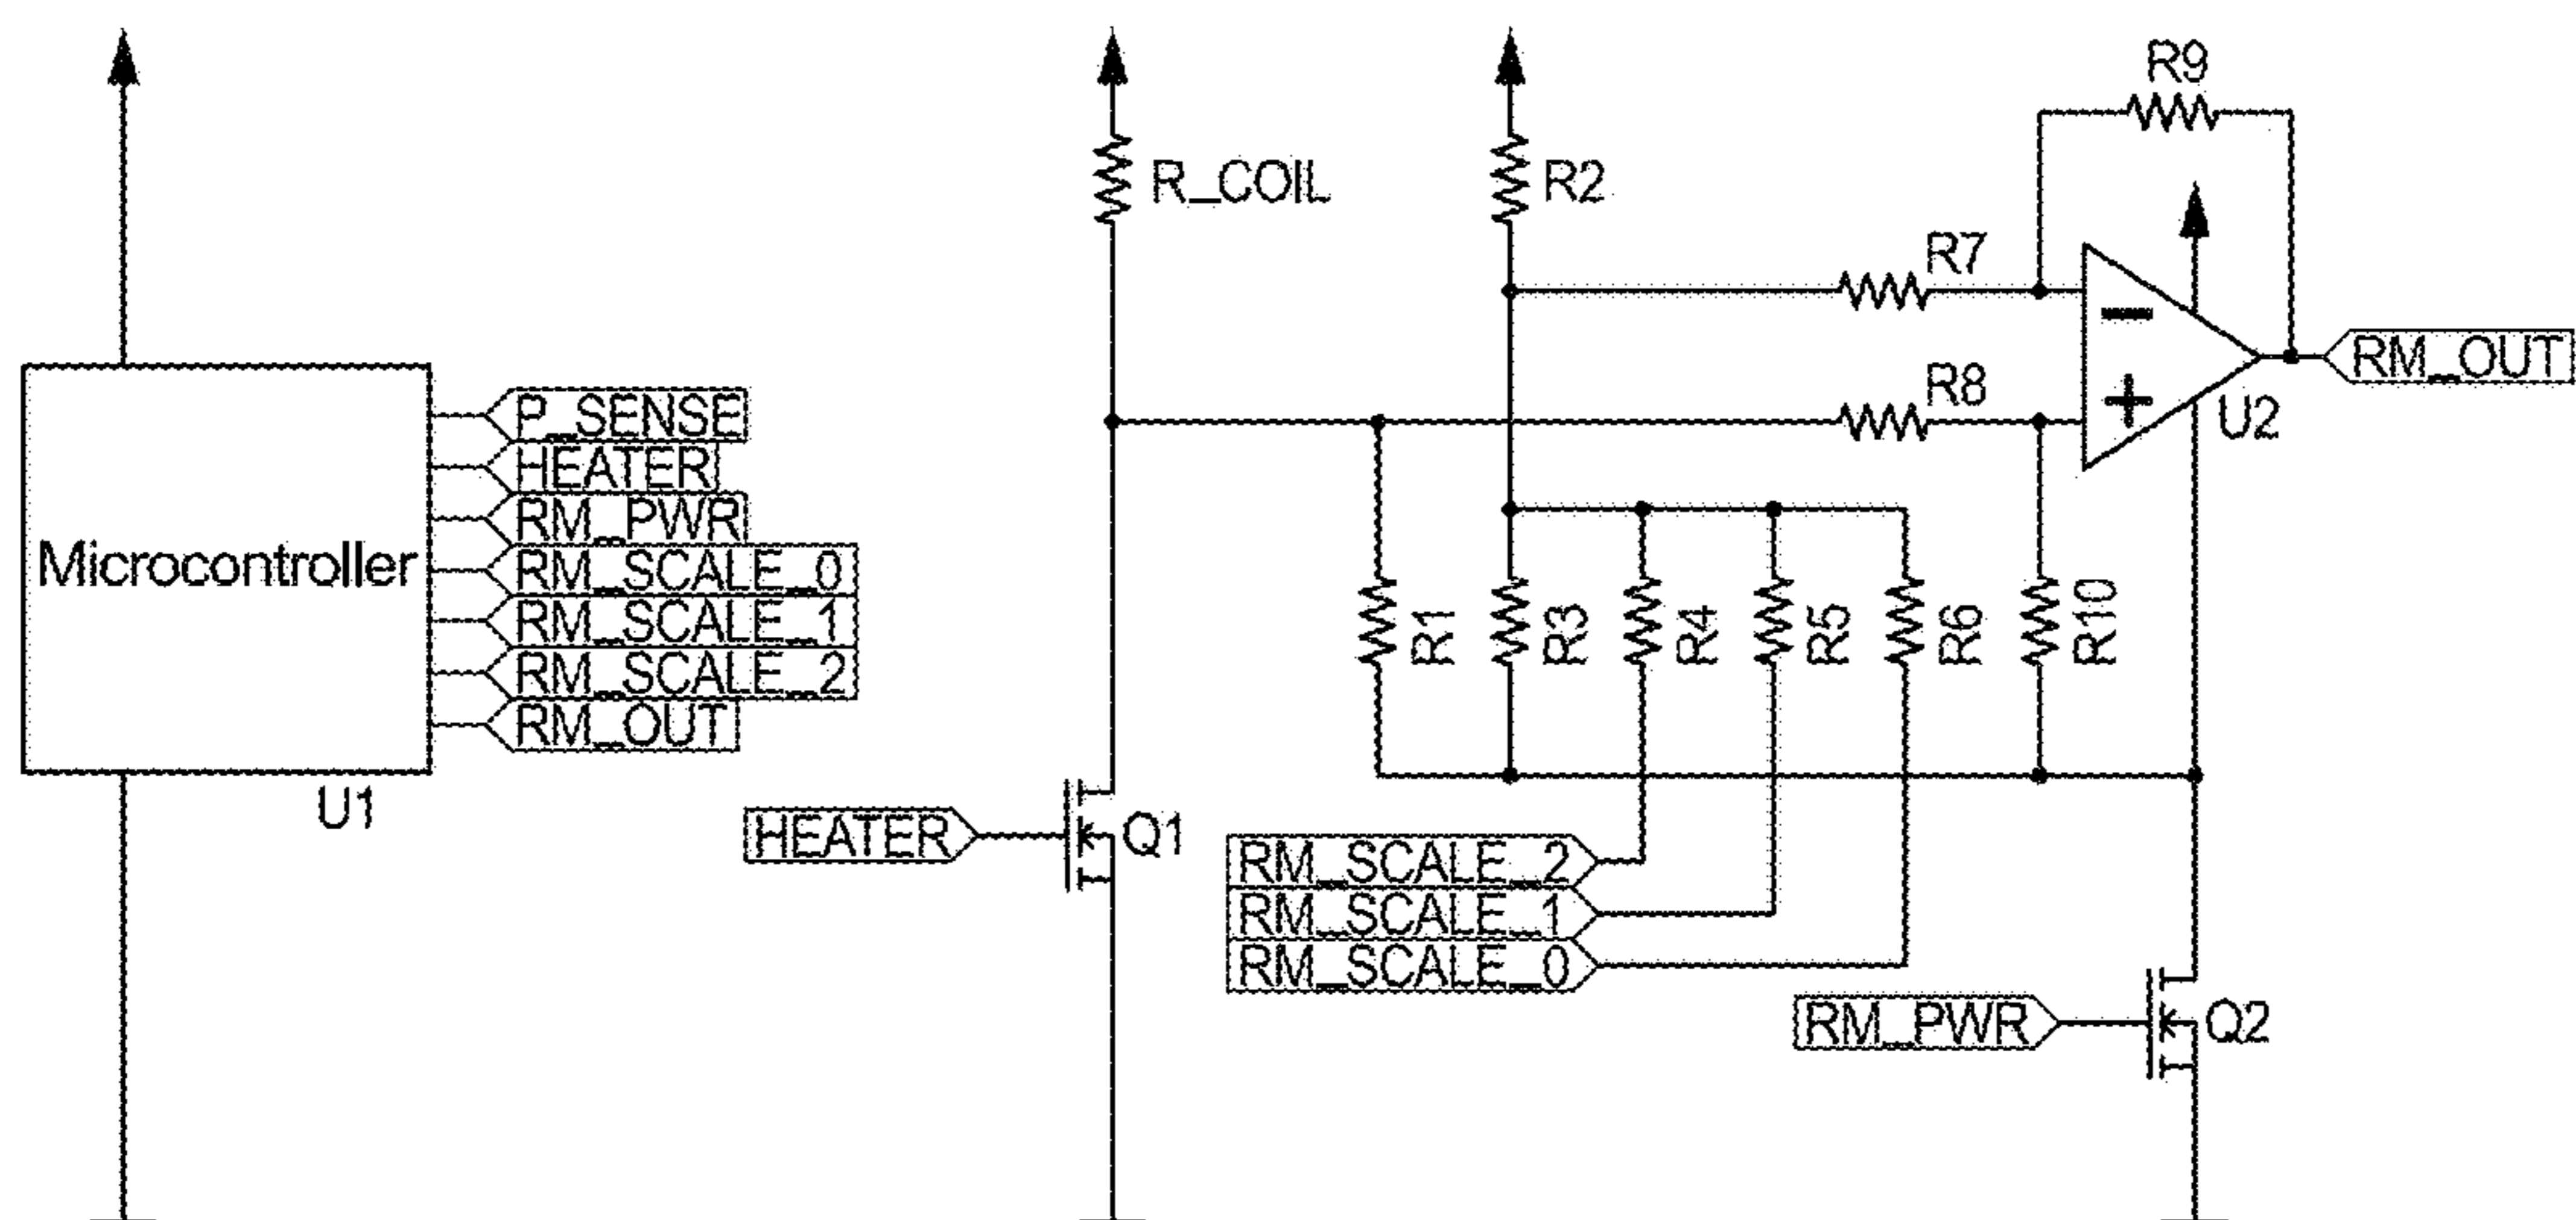 R9
R_COIL
R2
R7
RM_OUT
R8
U2
P_SENSE
HEATER
RM_PWR
RM_SCALE_0
RM_SCALE_1
RM_SCALE_2
RM_OUT
Microcontroller
U1
R1
R3
R4
R5
R6
R10
HEATER
Q1
RM_SCALE_2
RM_SCALE_1
RM_SCALE_0
RM_PWR
Q2